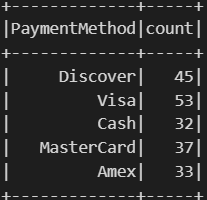 +-------------+-----+
|PaymentMethod|count|
+-------------+-----+
|     Discover|   45|
|         Visa|   53|
|         Cash|   32|
|   MasterCard|   37|
|         Amex|   33|
+-------------+-----+